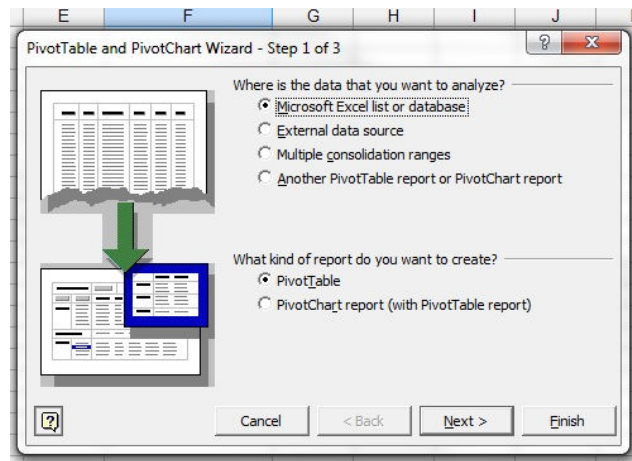 E F G H I J
PivotTable and PivotChart Wizard - Step 1 of 3
Where is the data that you want to analyze?
Microsoft Excel list or database
External data source
Multiple consolidation ranges
Another PivotTable report or PivotChart report
What kind of report do you want to create?
PivotTable
PivotChart report (with PivotTable report)
Cancel < Back Next > Finish